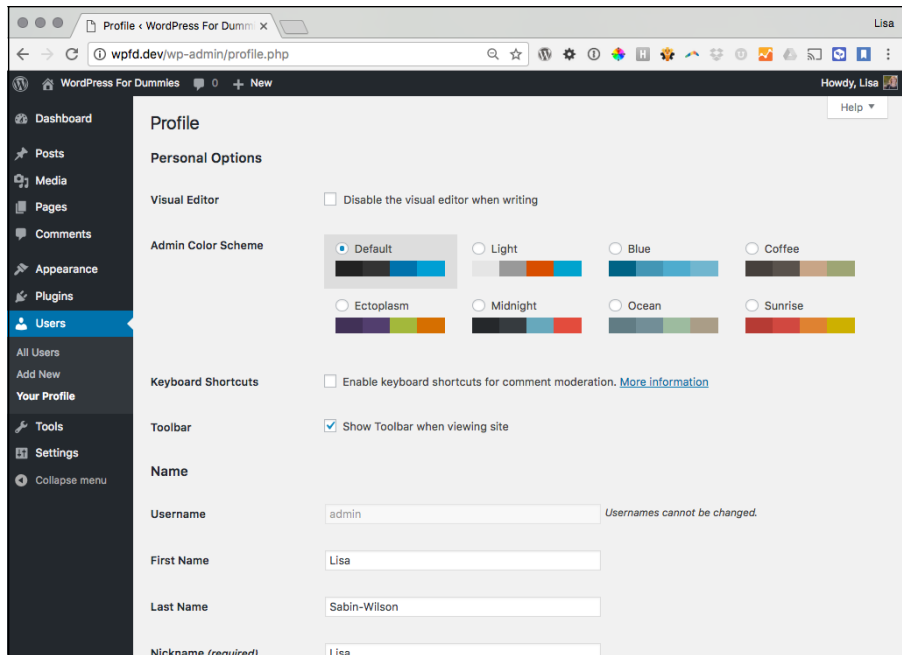 Profile ‹ WordPress For Dumm
Lisa
wpfd.dev/wp-admin/profile.php
WordPress For Dummies 0 + New
Howdy, Lisa
Help
Dashboard
Posts
Media
Pages
Comments
Appearance
Plugins
Users
All Users
Add New
Your Profile
Tools
Settings
Collapse menu
Profile
Personal Options
Visual Editor Disable the visual editor when writing
Admin Color Scheme Default Light Blue Coffee
Ectoplasm Midnight Ocean Sunrise
Keyboard Shortcuts Enable keyboard shortcuts for comment moderation. More information
Toolbar Show Toolbar when viewing site
Name
Username admin Usernames cannot be changed.
First Name Lisa
Last Name Sabin-Wilson
Nickname (required) Lisa